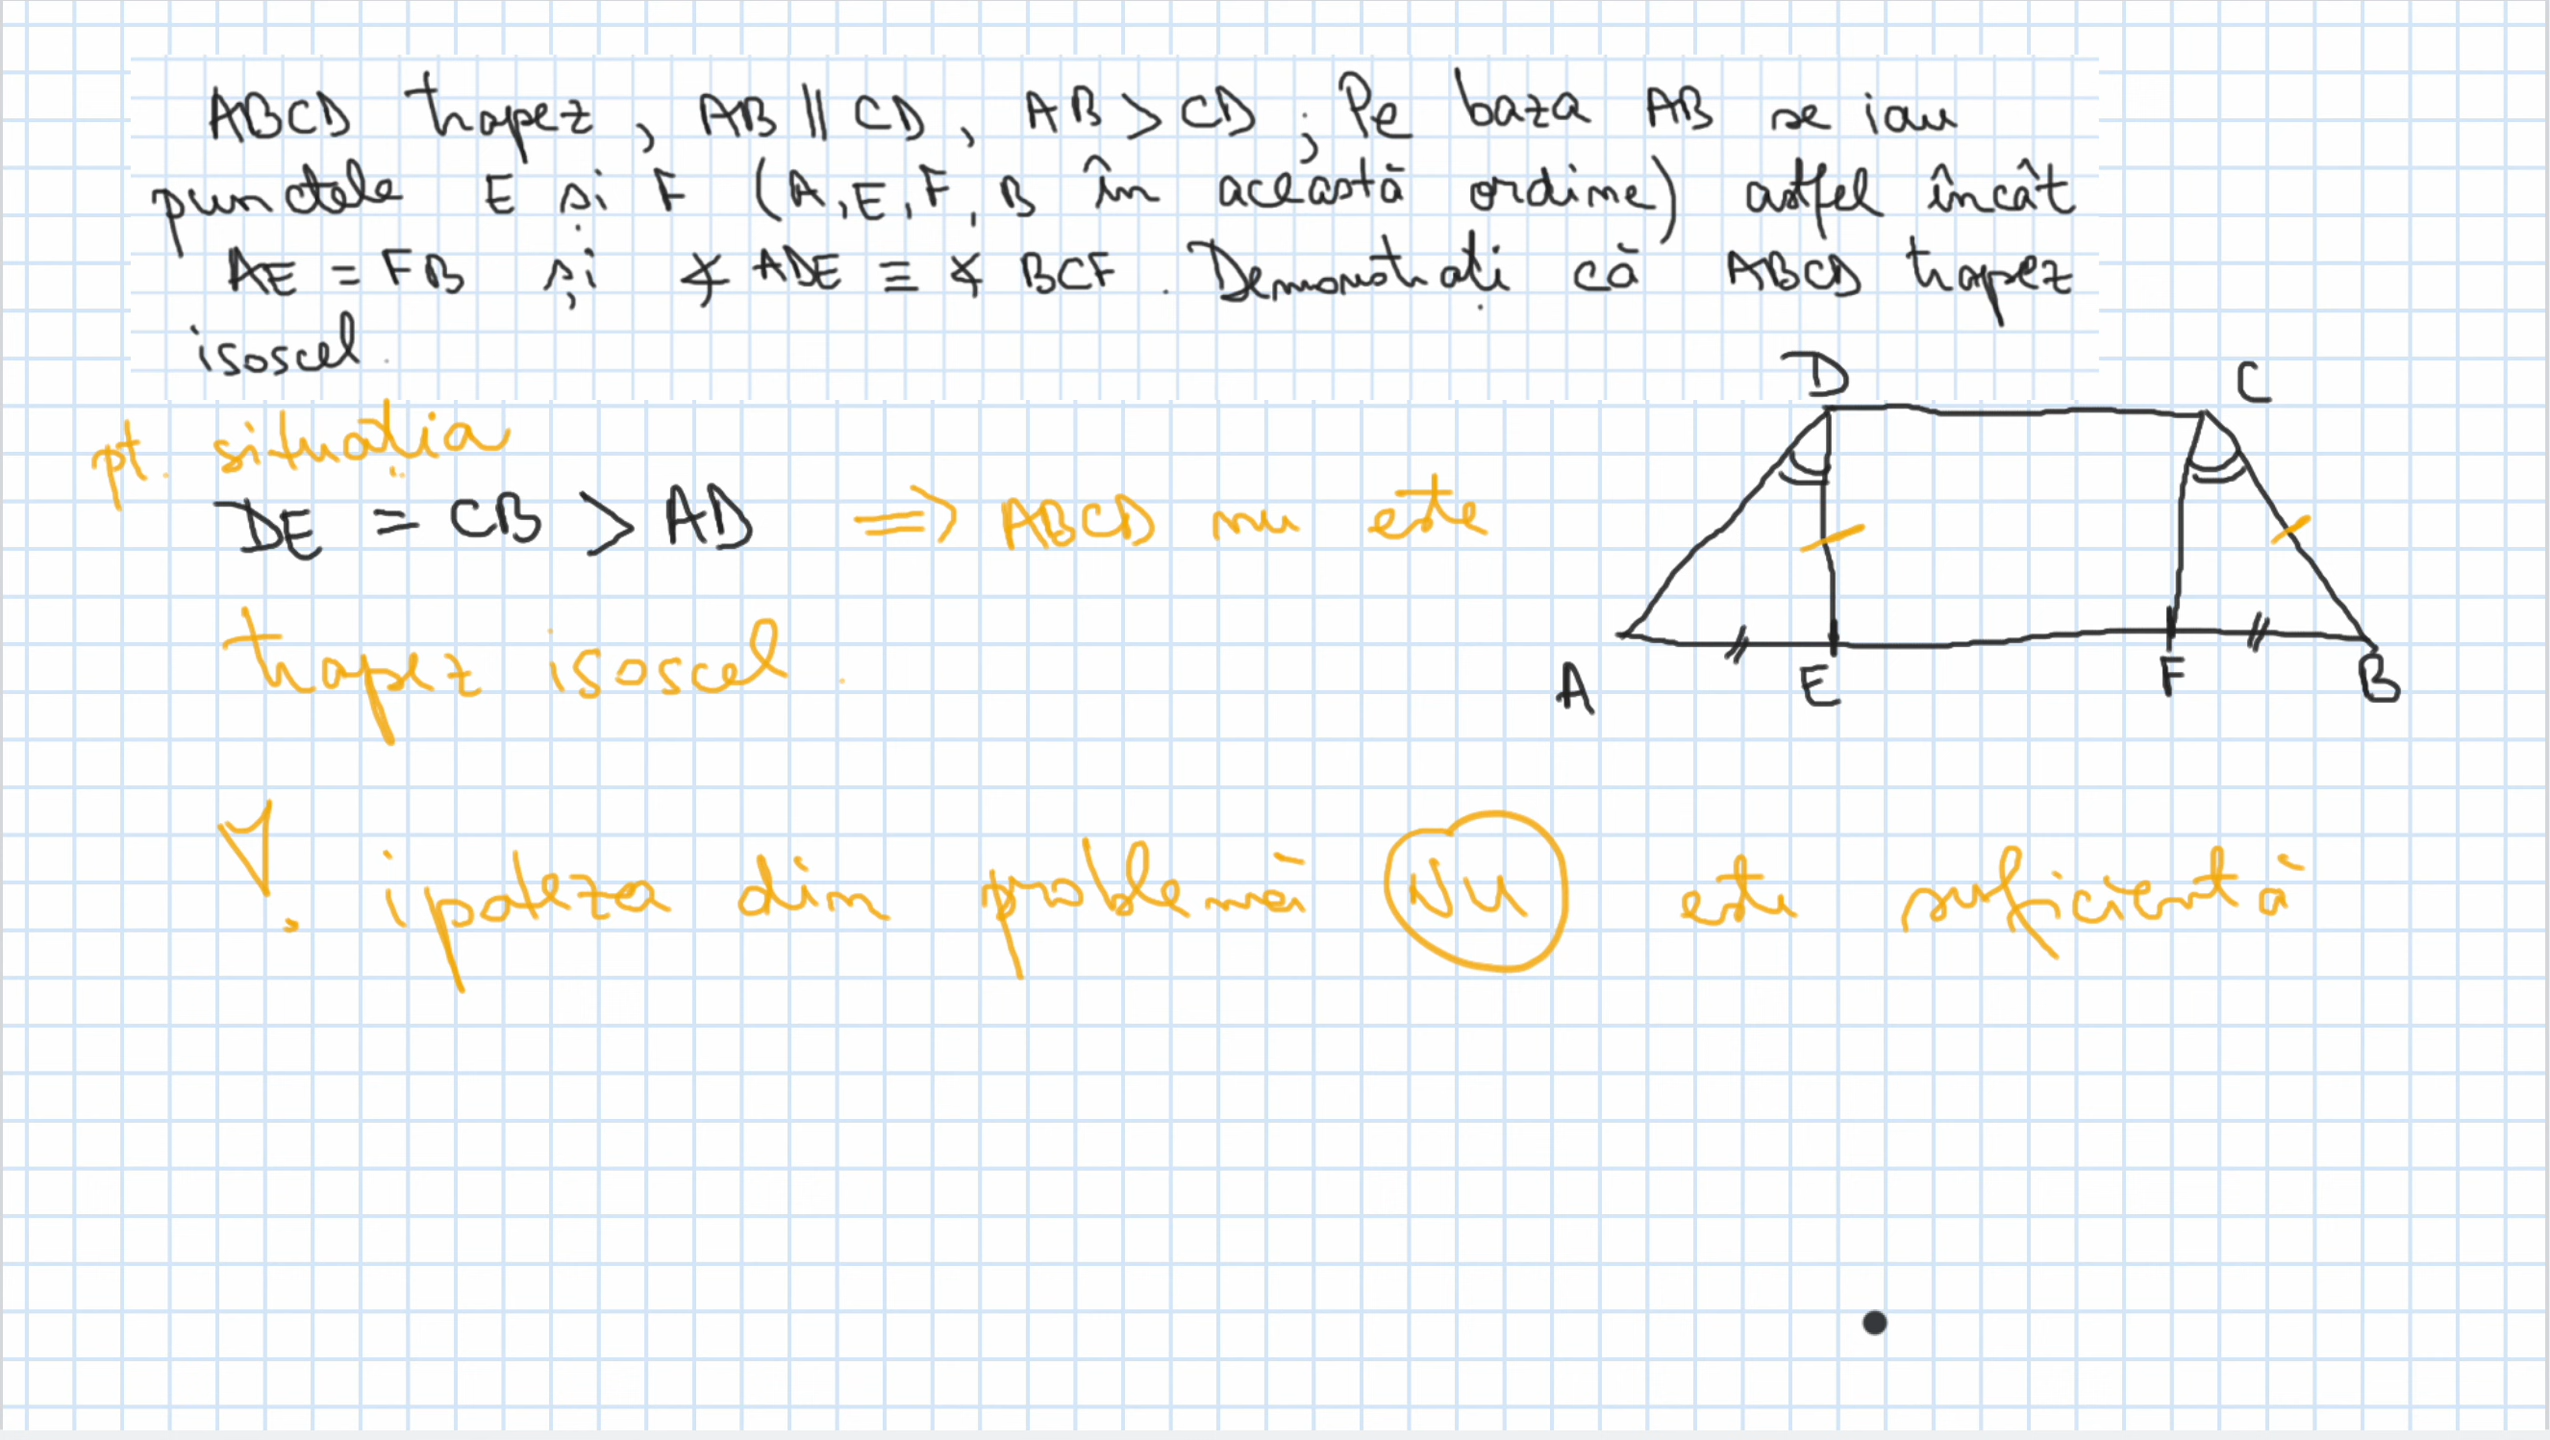 ABCD trapez, AB ∥ CD, AB > CD; Pe baza AB se iau
punctele E și F (A, E, F, B în această ordine) astfel încât
AE = FB și ∢ ADE ≡ ∢ BCF. Demonstrați că ABCD trapez
isoscel.
D
C
pt. situația
DE = CB > AD ⇒ ABCD nu este
trapez isoscel.
A
E
F
B
! ipoteza din problemă NU este suficientă